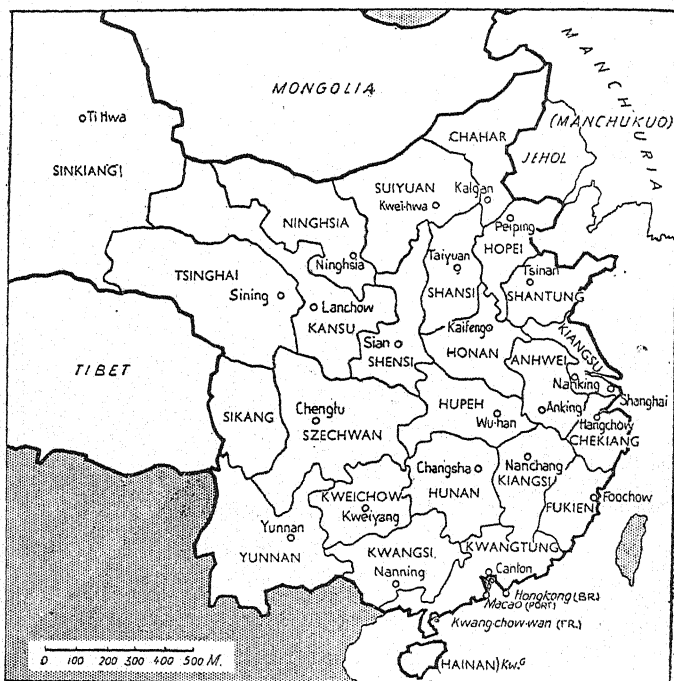 MANCHURIA
MONGOLIA
(MANCHUKUO)
Ti Hwa
CHAHAR
JEHOL
SINKIANG
SUIYUAN
Kalgan
Kwei-hwa
NINGHSIA
Peiping
HOPEI
Ninghsia
Taiyuan
Tsinan
TSINGHAI
SHANSI
SHANTUNG
Sining
Lanchow
KANSU
Kaifeng
KIANGSU
Sian
HONAN
ANHWEI
SHENSI
TIBET
Nanking
Shanghai
SIKANG
Chengtu
HUPEH
Anking
Wu-han
Hangchow
SZECHWAN
CHEKIANG
Changsha
Nanchang
HUNAN
KIANGSI
KWEICHOW
Kweiyang
Foochow
FUKIEN
Yunnan
YUNNAN
KWANGSI
KWANGTUNG
Nanning
Canton
Hongkong (BR.)
Macao (PORT)
Kwang-chow-wan (FR.)
0 100 200 300 400 500 M.
(HAINAN) Kw.G